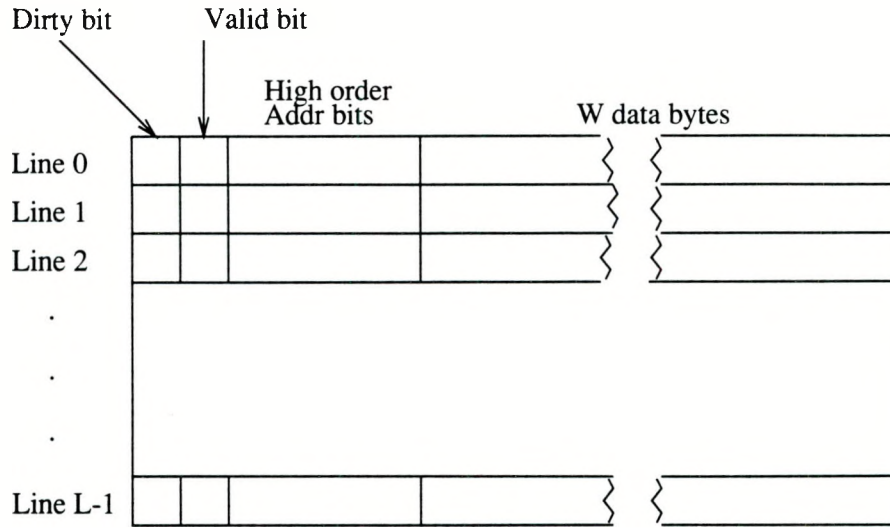 Dirty bit Valid bit
High order
Addr bits
W data bytes
Line 0
Line 1
Line 2
.
.
.
Line L-1